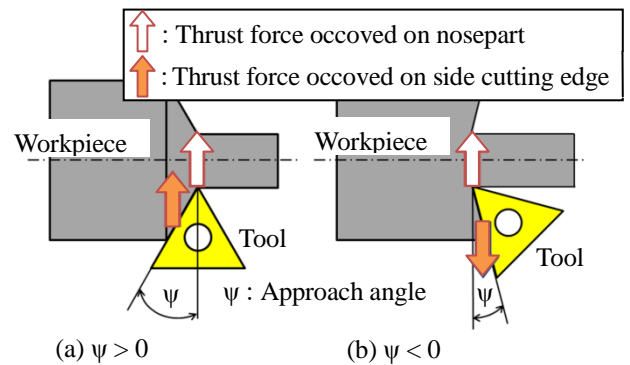 : Thrust force occoved on nosepart
: Thrust force occoved on side cutting edge
Workpiece
Workpiece
Tool
Tool
ψ
ψ : Approach angle
ψ
(a) ψ > 0
(b) ψ < 0